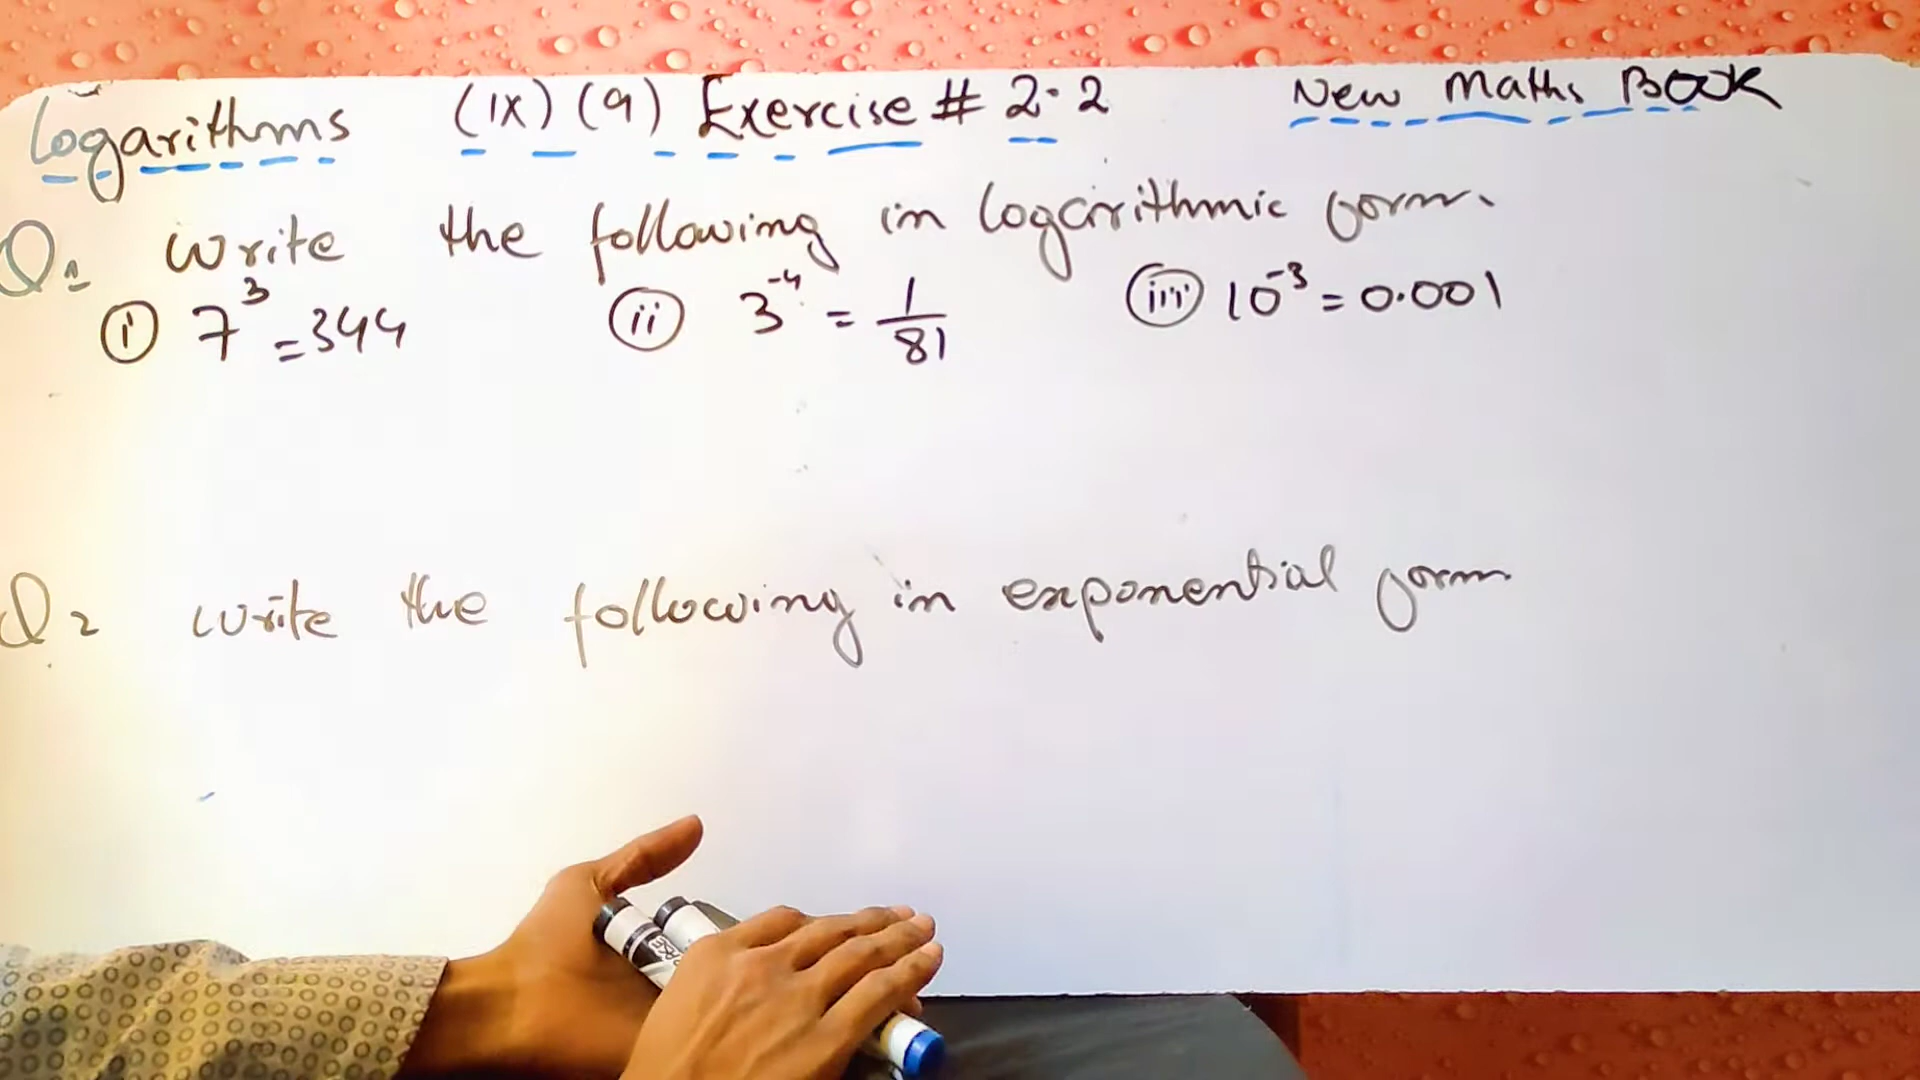 Logarithms (IX) (9) Exercise # 2.2 New Maths Book
Q1 Write the following in logarithmic form.
(i) 7³ = 344 (ii) 3⁻⁴ = 1/81 (iii) 10⁻³ = 0.001
Q2 Write the following in exponential form